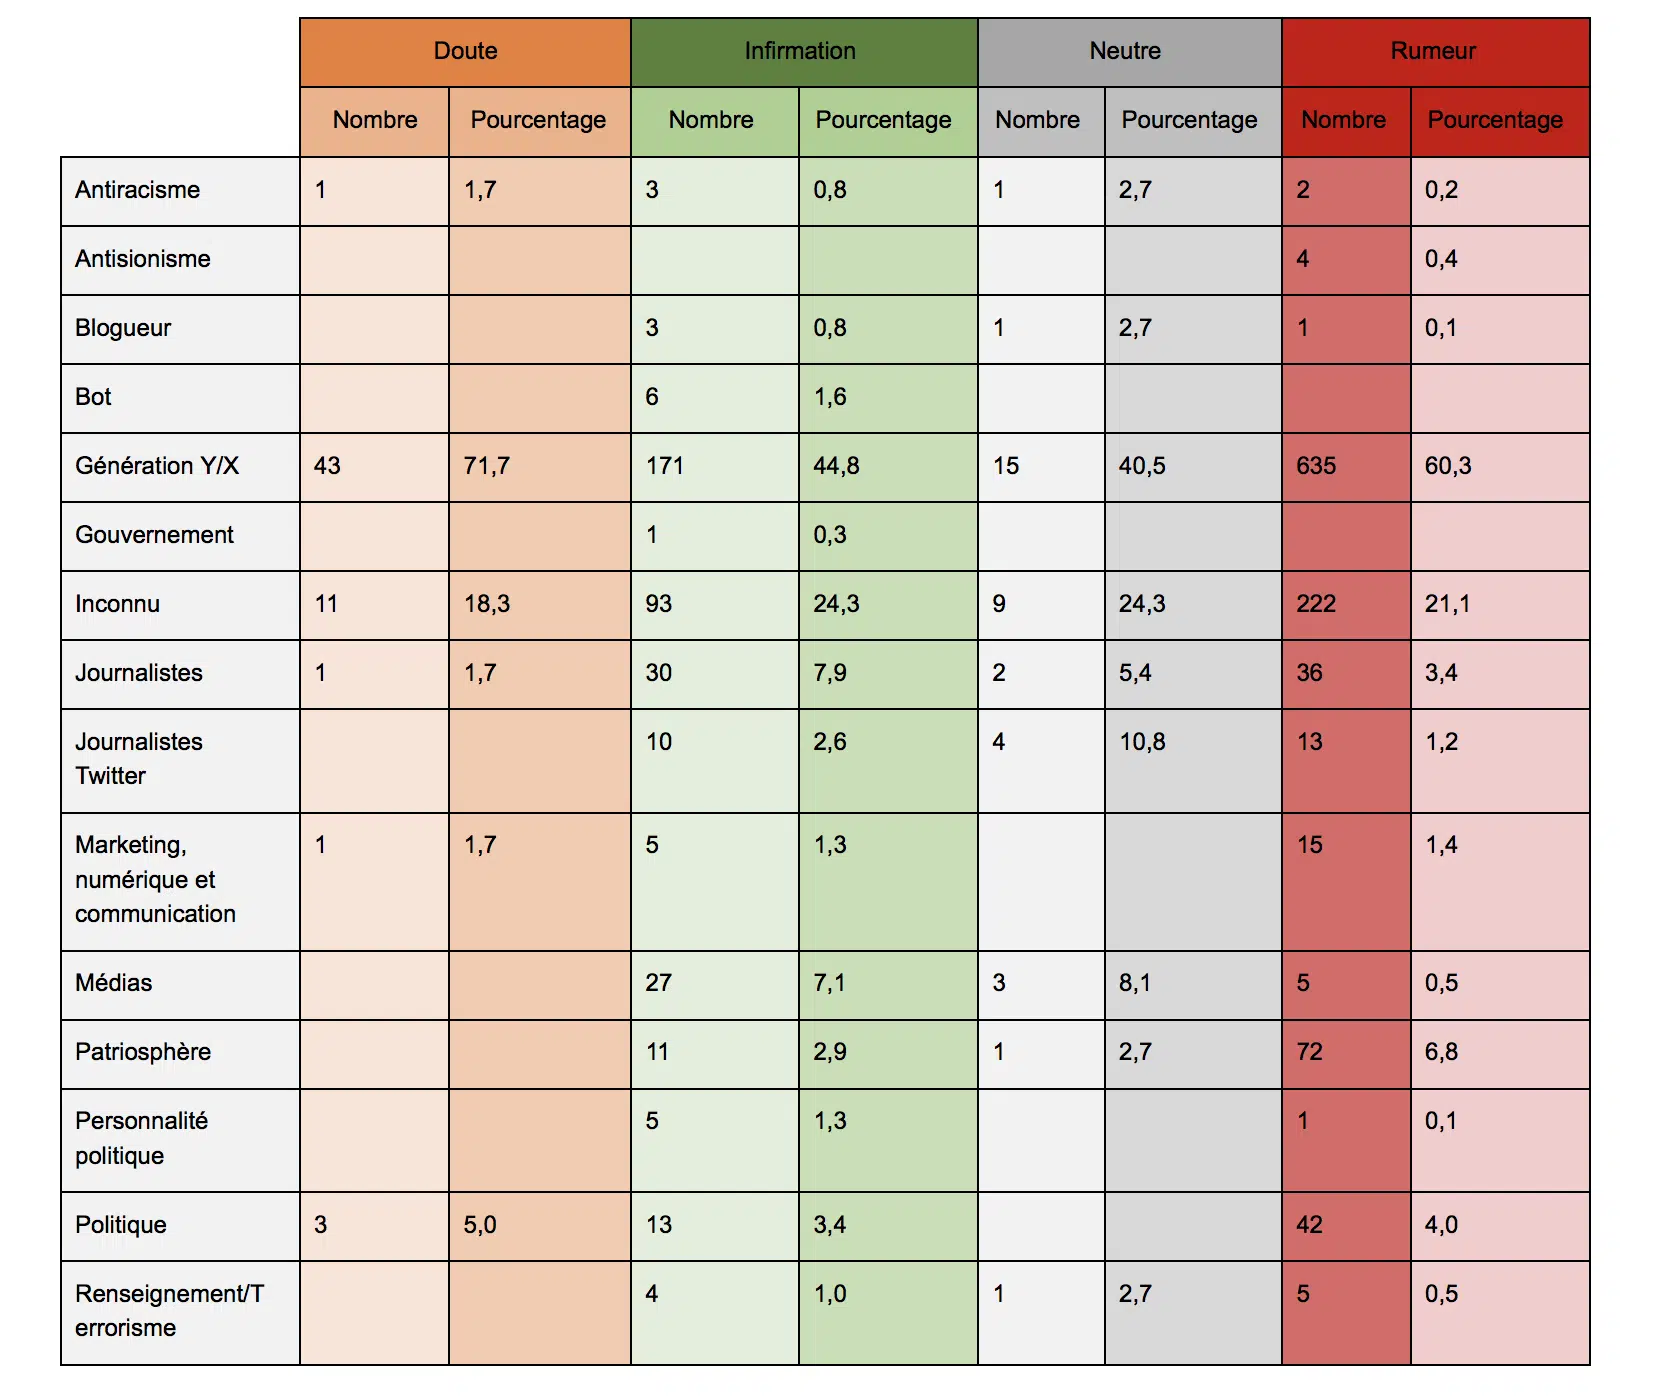 Doute Infirmation Neutre Rumeur
Nombre Pourcentage Nombre Pourcentage Nombre Pourcentage Nombre Pourcentage
Antiracisme 1 1,7 3 0,8 1 2,7 2 0,2
Antisionisme 4 0,4
Blogueur 3 0,8 1 2,7 1 0,1
Bot 6 1,6
Génération Y/X 43 71,7 171 44,8 15 40,5 635 60,3
Gouvernement 1 0,3
Inconnu 11 18,3 93 24,3 9 24,3 222 21,1
Journalistes 1 1,7 30 7,9 2 5,4 36 3,4
Journalistes 10 2,6 4 10,8 13 1,2
Twitter
Marketing, 1 1,7 5 1,3 15 1,4
numérique et
communication
Médias 27 7,1 3 8,1 5 0,5
Patriosphère 11 2,9 1 2,7 72 6,8
Personnalité 5 1,3 1 0,1
politique
Politique 3 5,0 13 3,4 42 4,0
Renseignement/T 4 1,0 1 2,7 5 0,5
errorisme